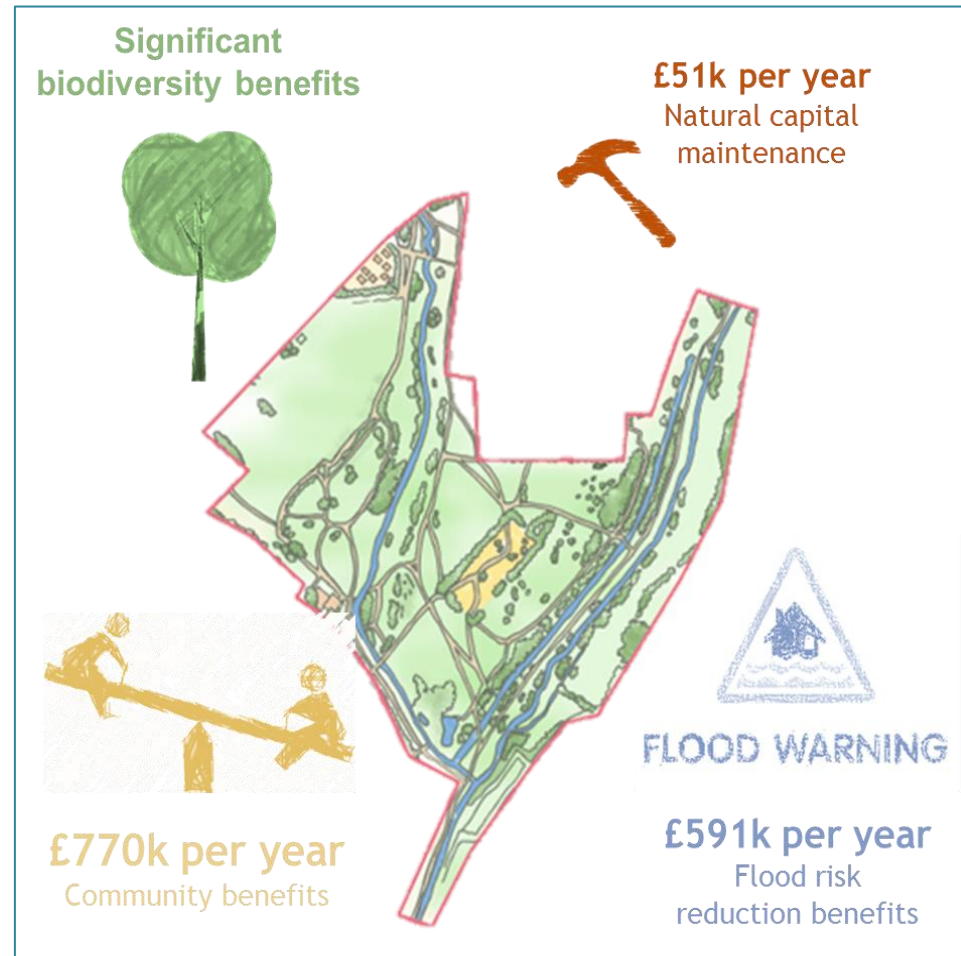 Significant
biodiversity benefits
£51k per year
Natural capital
maintenance
FLOOD WARNING
£770k per year
Community benefits
£591k per year
Flood risk
reduction benefits